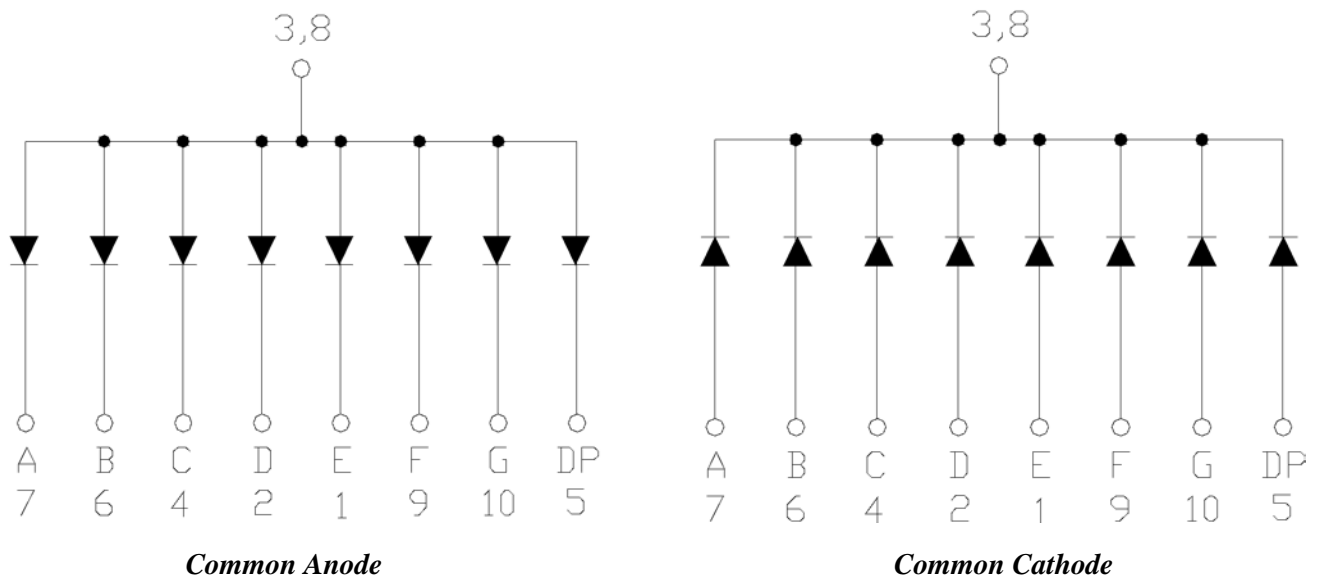 3,8 3,8
A B C D E F G DP A B C D E F G DP
7 6 4 2 1 9 10 5 7 6 4 2 1 9 10 5
Common Anode Common Cathode